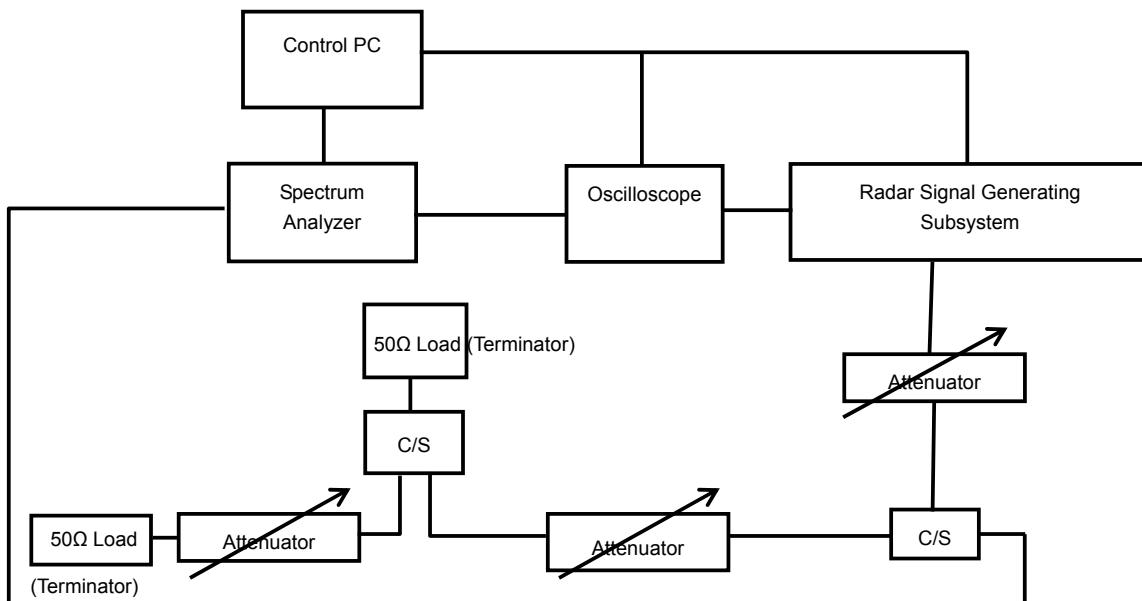 Control PC
Spectrum
Analyzer
Oscilloscope
Radar Signal Generating
Subsystem
50Ω Load (Terminator)
Attenuator
C/S
50Ω Load
Attenuator
Attenuator
C/S
(Terminator)